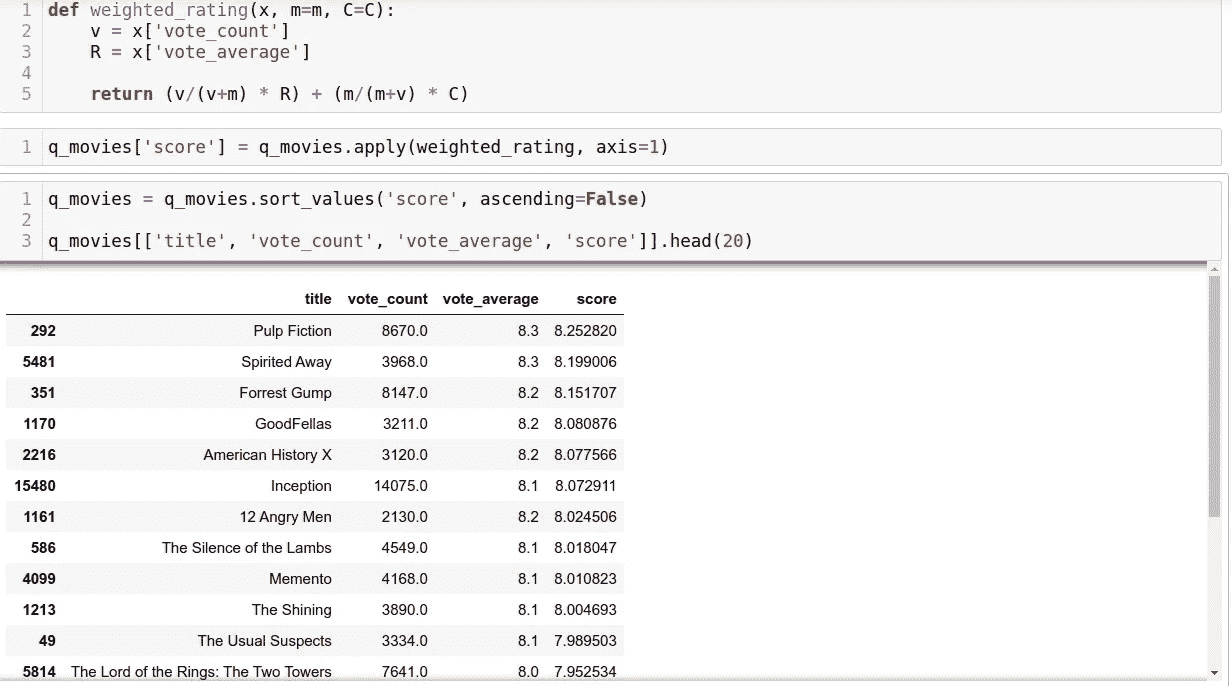 1 def weighted_rating(x, m=m, C=C):
2     v = x['vote_count']
3     R = x['vote_average']
4
5     return (v/(v+m) * R) + (m/(m+v) * C)
1 q_movies['score'] = q_movies.apply(weighted_rating, axis=1)
1 q_movies = q_movies.sort_values('score', ascending=False)
2
3 q_movies[['title', 'vote_count', 'vote_average', 'score']].head(20)
title vote_count vote_average score
292 Pulp Fiction 8670.0 8.3 8.252820
5481 Spirited Away 3968.0 8.3 8.199006
351 Forrest Gump 8147.0 8.2 8.151707
1170 GoodFellas 3211.0 8.2 8.080876
2216 American History X 3120.0 8.2 8.077566
15480 Inception 14075.0 8.1 8.072911
1161 12 Angry Men 2130.0 8.2 8.024506
586 The Silence of the Lambs 4549.0 8.1 8.018047
4099 Memento 4168.0 8.1 8.010823
1213 The Shining 3890.0 8.1 8.004693
49 The Usual Suspects 3334.0 8.1 7.989503
5814 The Lord of the Rings: The Two Towers 7641.0 8.0 7.952534